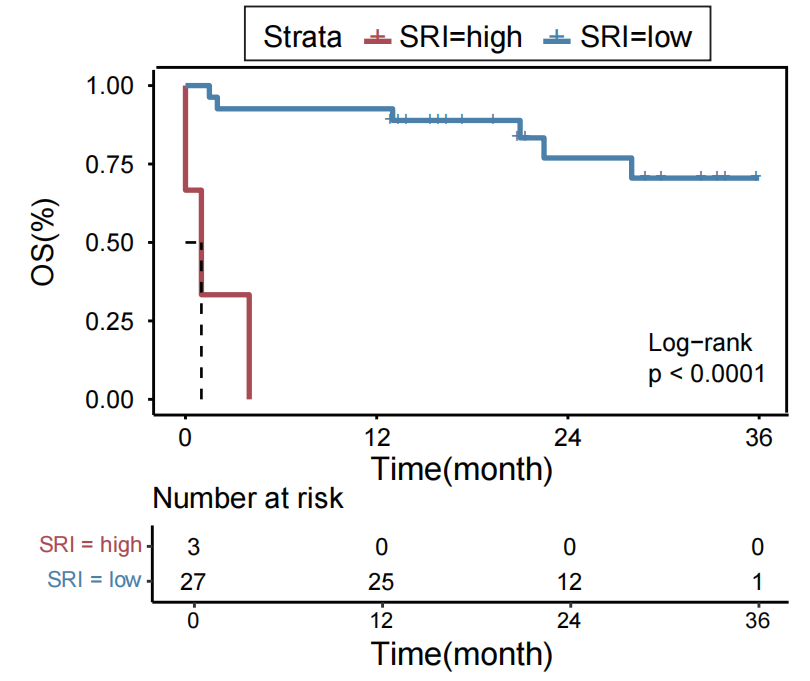 Strata SRI=high SRI=low
1.00
0.75
0.50
0.25
0.00
OS(%)
Log−rank
p < 0.0001
0 12 24 36
Time(month)
Number at risk
SRI = high 3 0 0 0
SRI = low 27 25 12 1
0 12 24 36
Time(month)